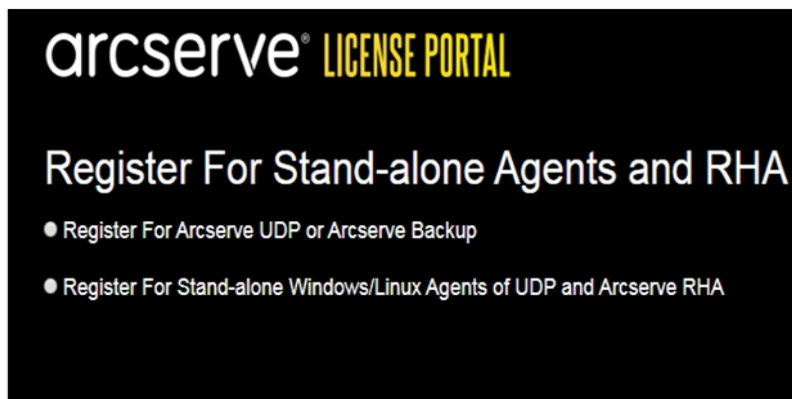 arcserve® LICENSE PORTAL
Register For Stand-alone Agents and RHA
Register For Arcserve UDP or Arcserve Backup
Register For Stand-alone Windows/Linux Agents of UDP and Arcserve RHA